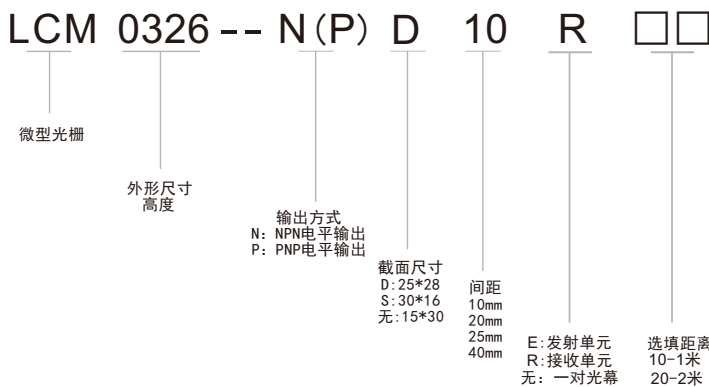 LCM 0326--N(P) D 10 R □□
微型光栅
外形尺寸
高度
输出方式
N: NPN电平输出
P: PNP电平输出
截面尺寸
D:25*28
S:30*16
无:15*30
间距
10mm
20mm
25mm
40mm
E:发射单元
R:接收单元
无: 一对光幕
选填距离
10-1米
20-2米